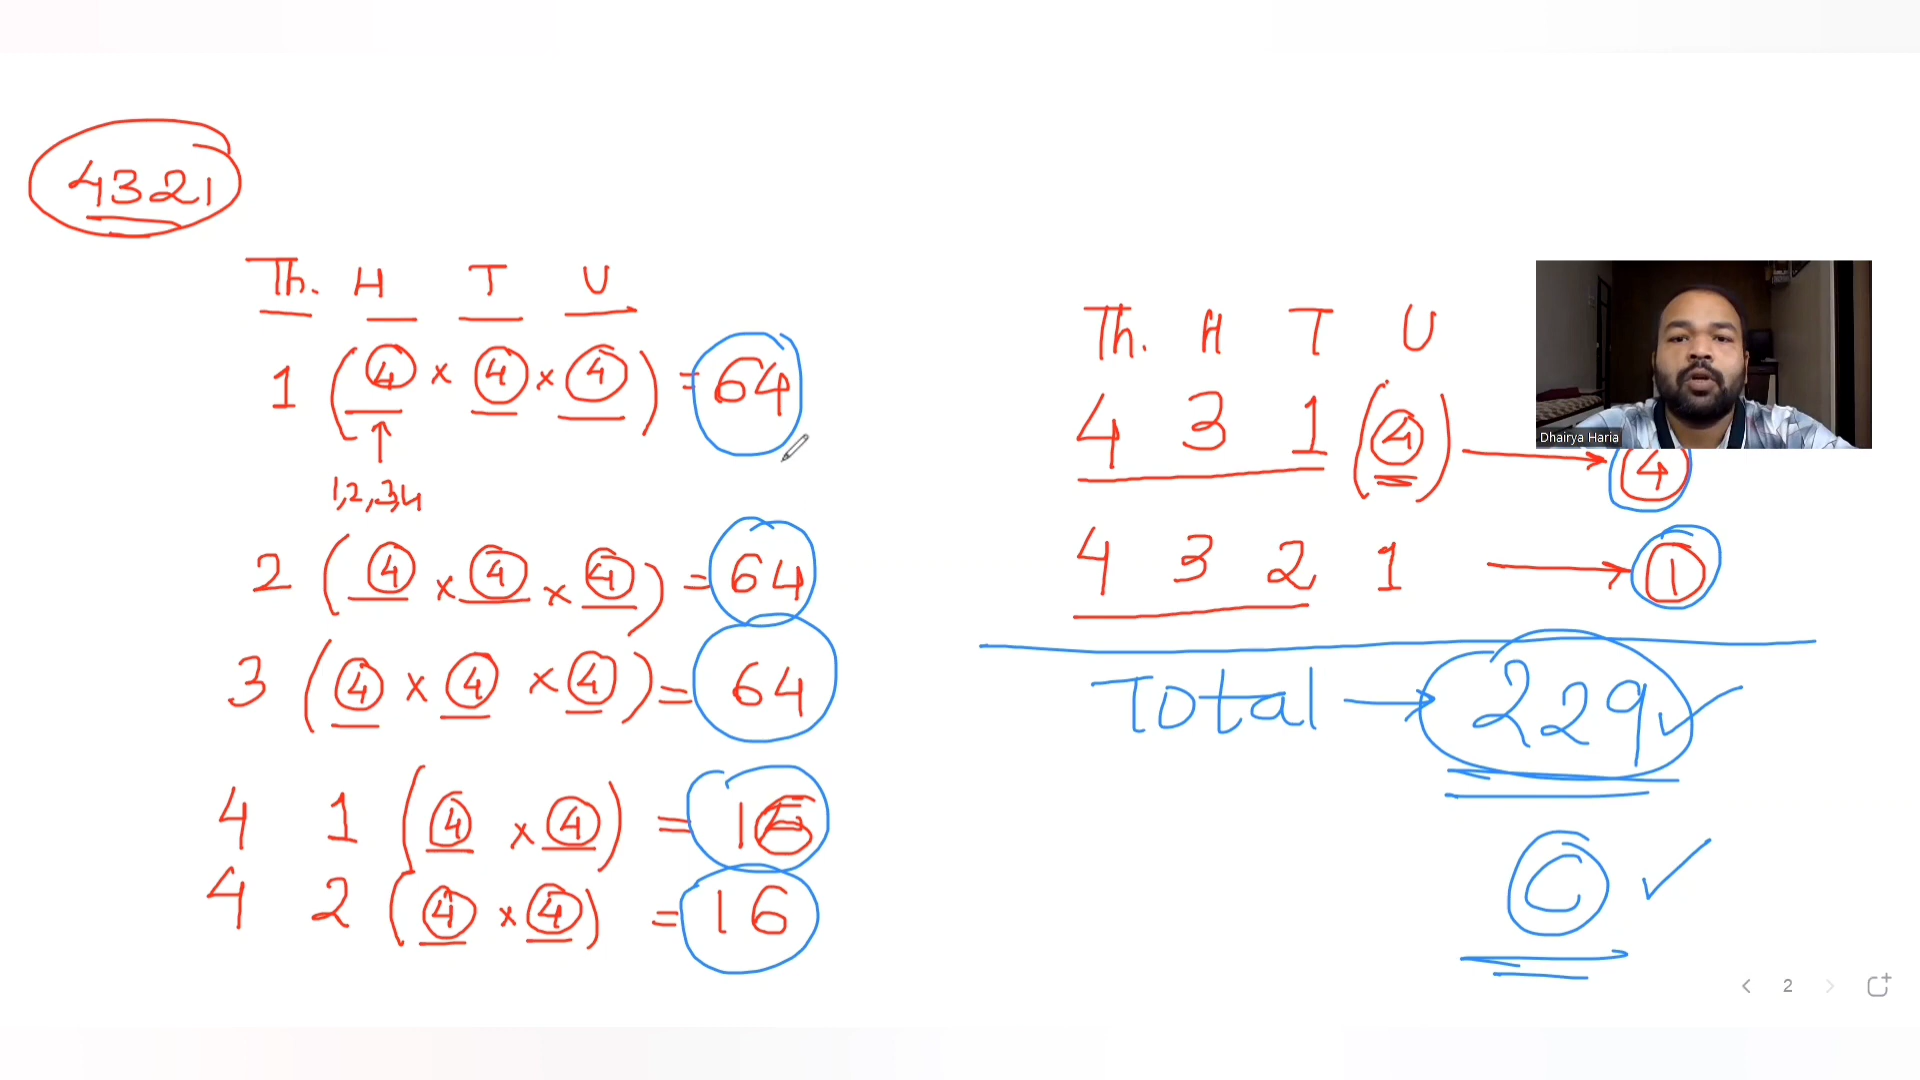 4321
Th. H T U
1 (4 × 4 × 4) = 64
↑
1,2,3,4
2 (4 × 4 × 4) = 64
3 (4 × 4 × 4) = 64
4 1 (4 × 4) = 16
4 2 (4 × 4) = 16
Th. H T U
4 3 1 (4) → 4
4 3 2 1 → 1
Total → 229 ✓
C ✓
Dhairya Haria
< 2 >